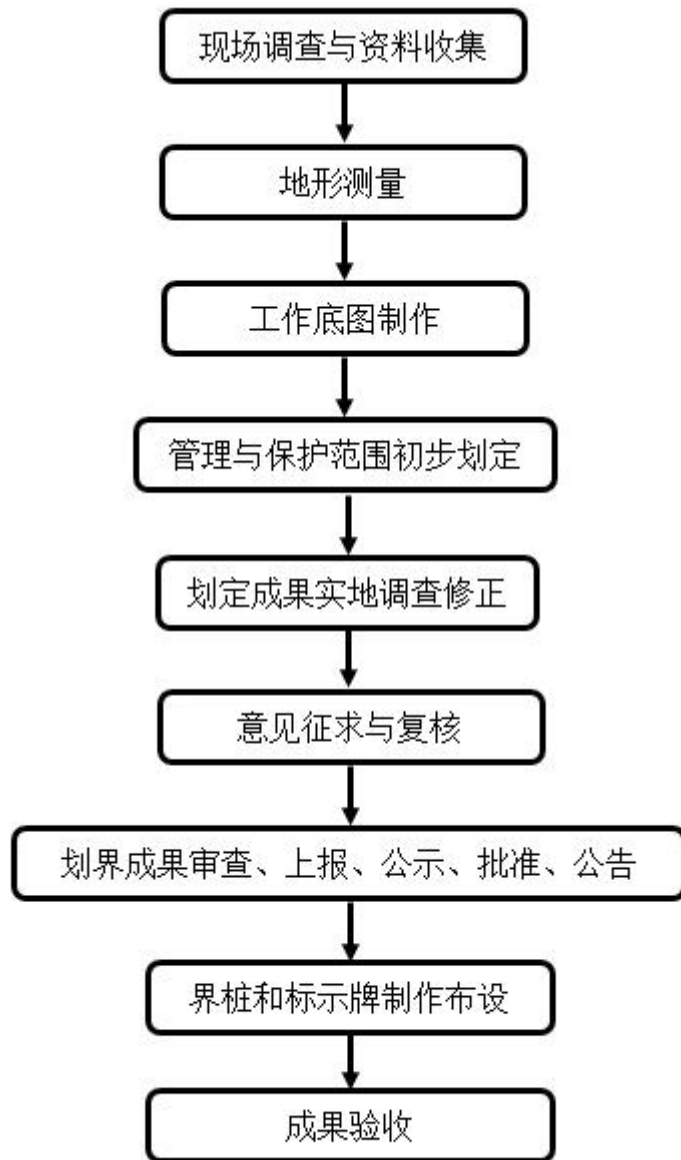 现场调查与资料收集
地形测量
工作底图制作
管理与保护范围初步划定
划定成果实地调查修正
意见征求与复核
划界成果审查、上报、公示、批准、公告
界桩和标示牌制作布设
成果验收